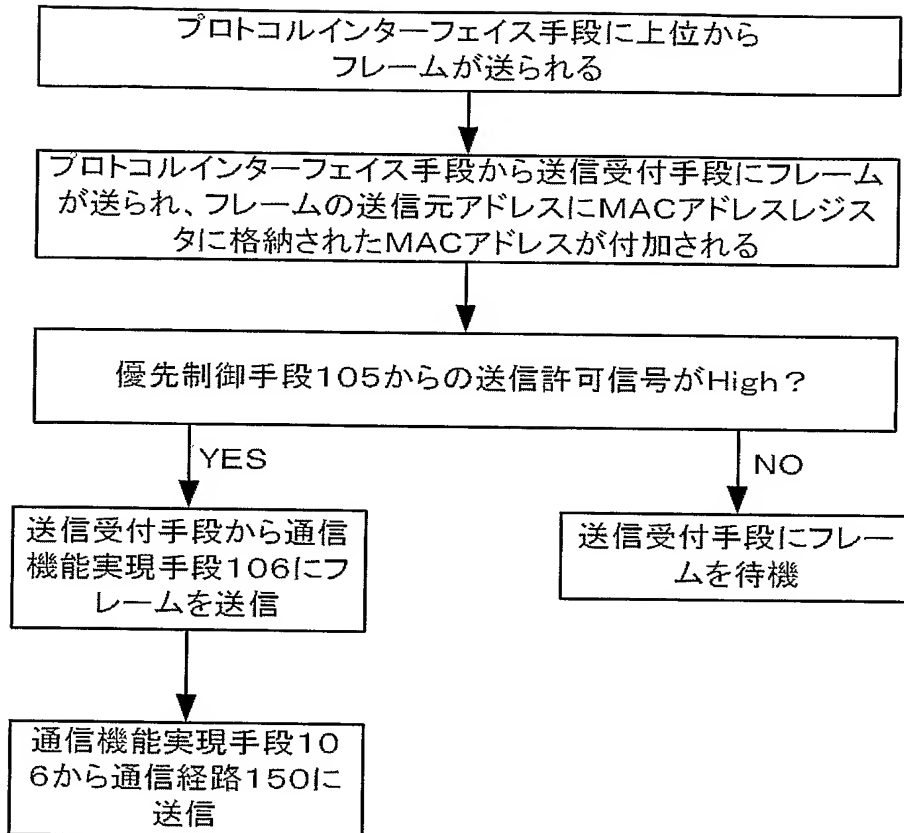 プロトコルインターフェイス手段に上位から
フレームが送られる
プロトコルインターフェイス手段から送信受付手段にフレーム
が送られ、フレームの送信元アドレスにMACアドレスレジス
タに格納されたMACアドレスが付加される
優先制御手段105からの送信許可信号がHigh?
YES
NO
送信受付手段から通信
機能実現手段106にフ
レームを送信
送信受付手段にフレー
ムを待機
通信機能実現手段10
6から通信経路150に
送信